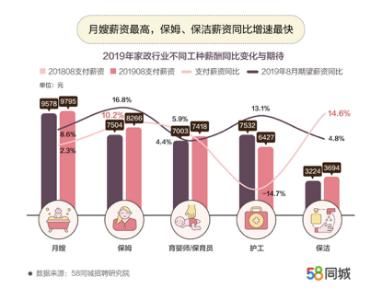 月嫂薪资最高，保姆、保洁薪资同比增速最快
2019年家政行业不同工种薪酬同比变化与期待
201808支付薪资 201908支付薪资 支付薪资同比 2019年8月期望薪资同比
单位：元
9578 9795 8.6% 2.3%
16.8% 10.2% 7504 8266
5.9% 4.4% 7003 7418
13.1% 7532 6427 -14.7%
14.6% 4.8% 3224 3694
月嫂 保姆 育婴师/保育员 护工 保洁
数据来源：58同城招聘研究院
58同城